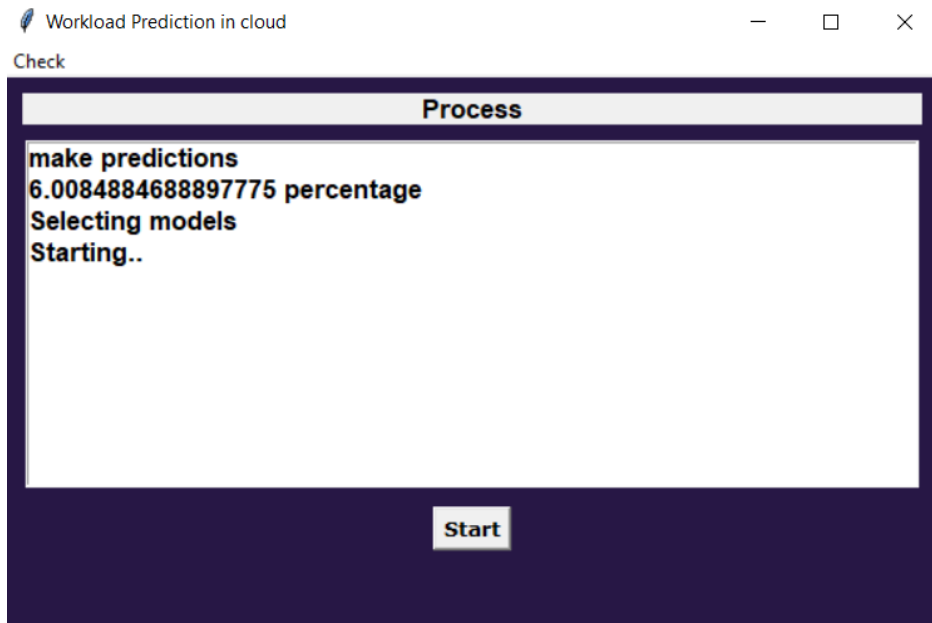 Workload Prediction in cloud
Check
Process
make predictions
6.0084884688897775 percentage
Selecting models
Starting..
Start